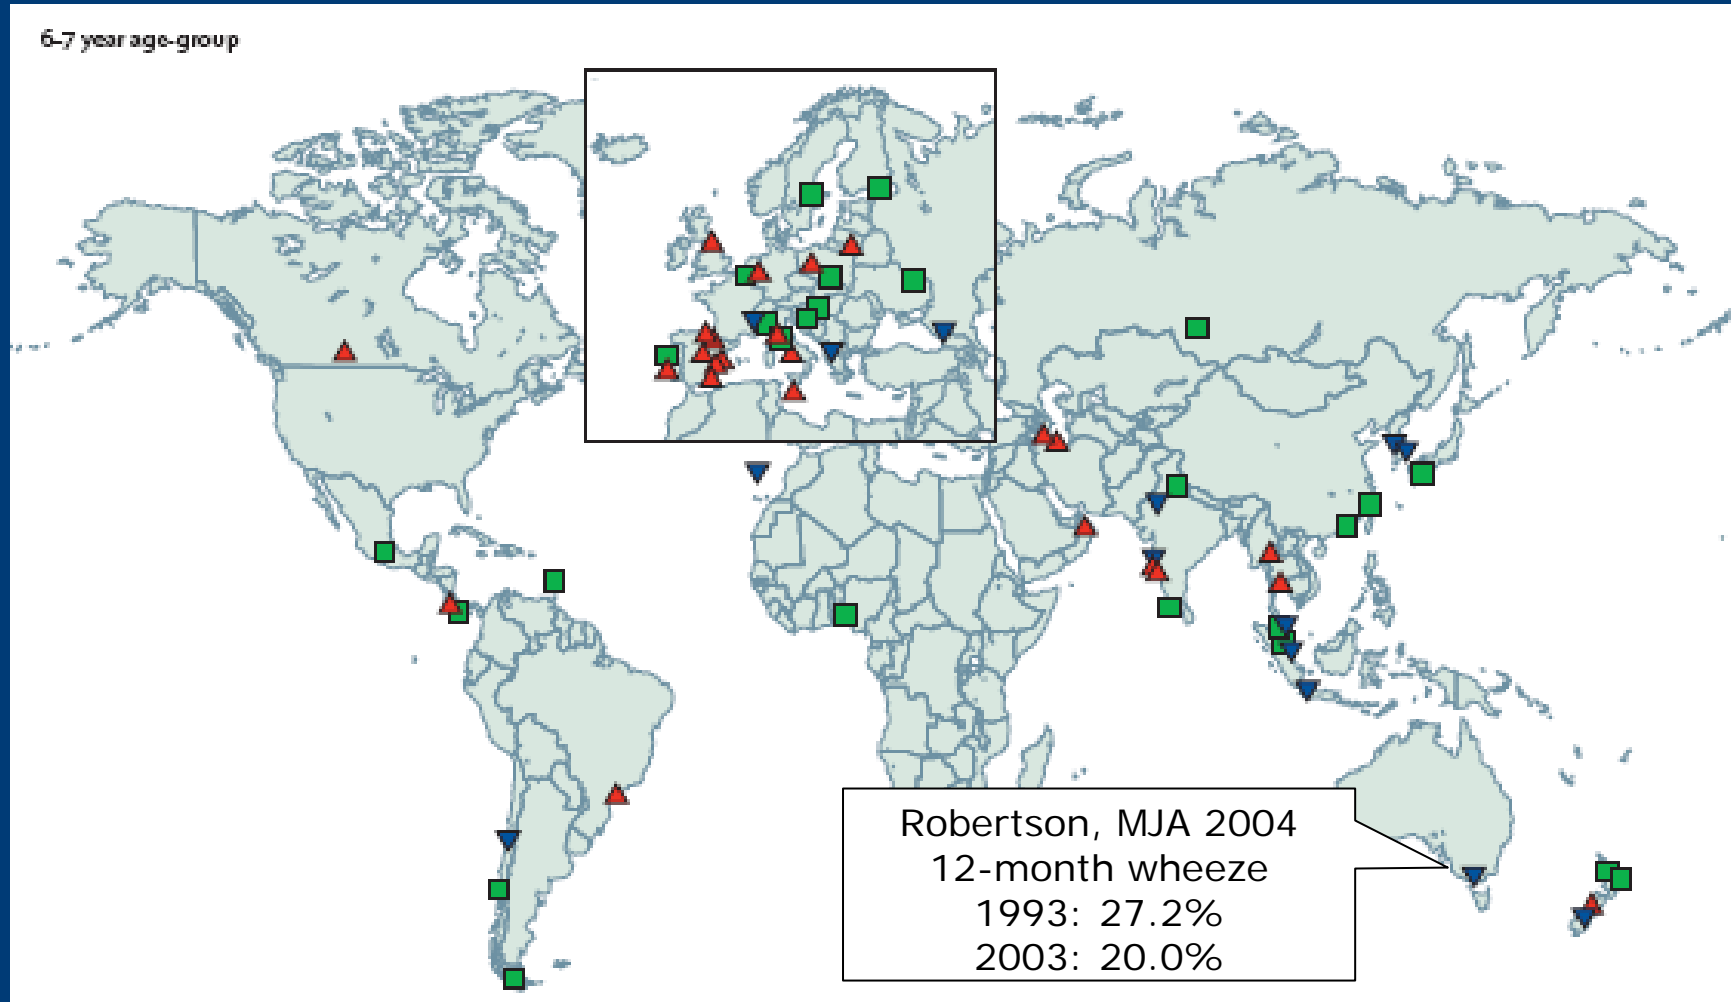 6-7 year age-group
Robertson, MJA 2004
12-month wheeze
1993: 27.2%
2003: 20.0%